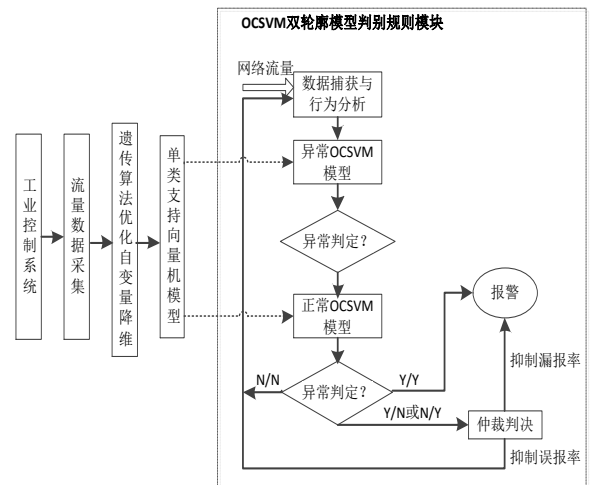 OCSVM双轮廓模型判别规则模块
网络流量
数据捕获与
行为分析
工业控制系统
流量数据采集
遗传算法优化自变量降维
单类支持向量机模型
异常OCSVM
模型
异常判定？
正常OCSVM
模型
报警
N/N
异常判定？
Y/Y
Y/N或N/Y
仲裁判决
抑制漏报率
抑制误报率